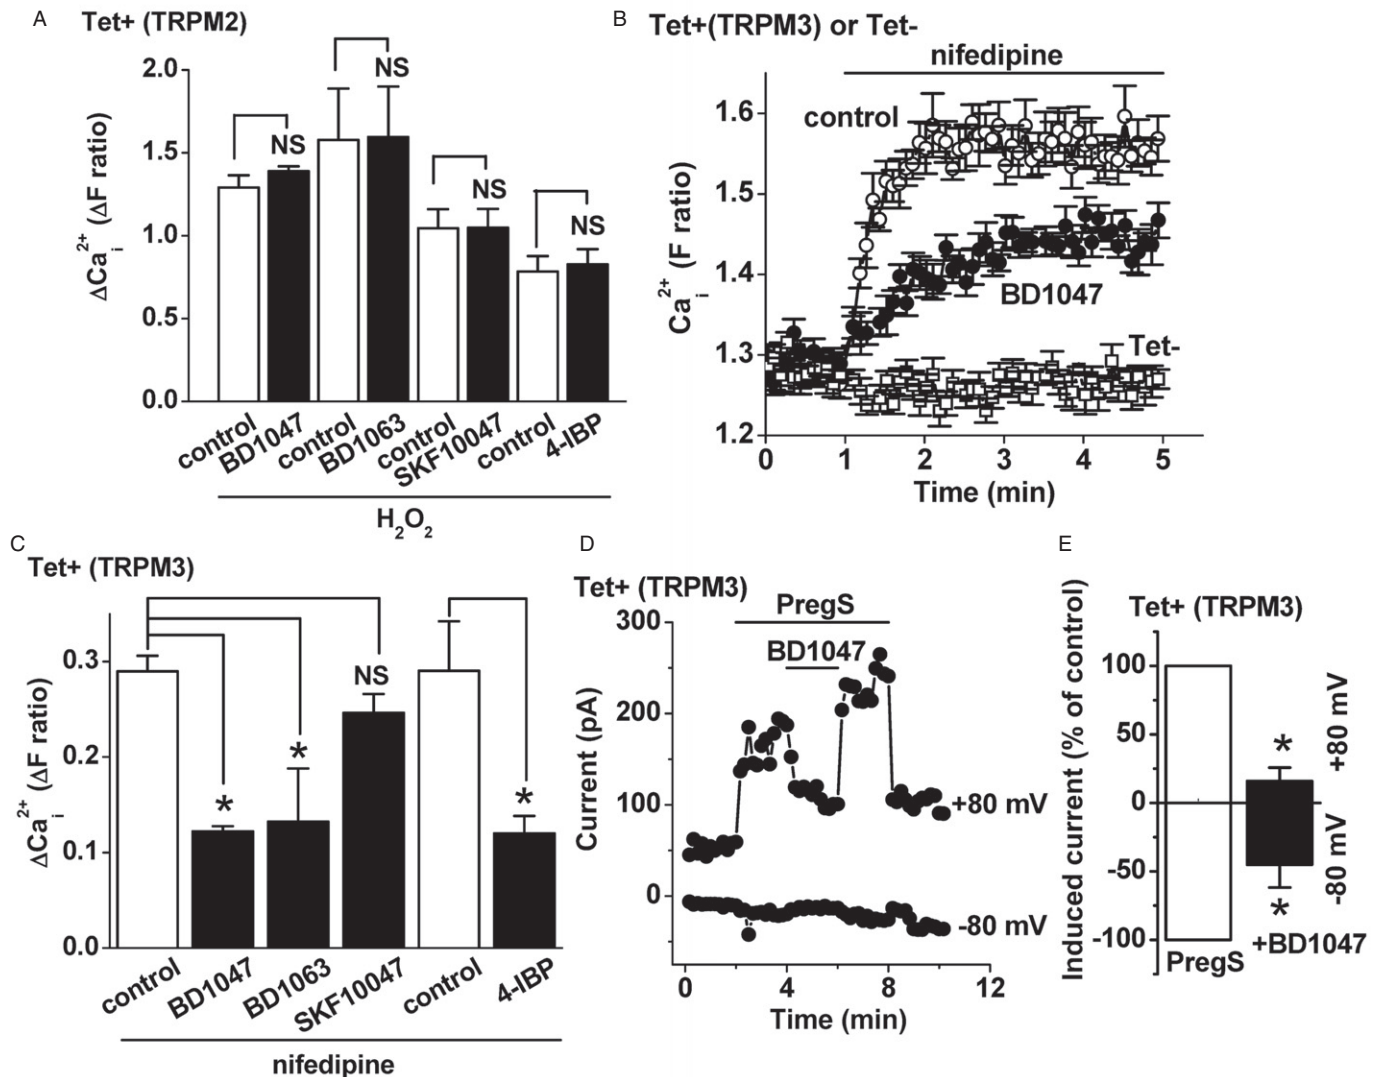 A
Tet+ (TRPM2)
ΔCa²⁺ᵢ (ΔF ratio)
2.0
1.5
1.0
0.5
0.0
NS
NS
NS
NS
control
BD1047
control
BD1063
control
SKF10047
control
4-IBP
H₂O₂
B
Tet+(TRPM3) or Tet-
nifedipine
control
BD1047
Tet-
Ca²⁺ᵢ (F ratio)
1.6
1.5
1.4
1.3
1.2
0 1 2 3 4 5
Time (min)
C
Tet+ (TRPM3)
ΔCa²⁺ᵢ (ΔF ratio)
0.3
0.2
0.1
0.0
*
*
NS
*
control
BD1047
BD1063
SKF10047
control
4-IBP
nifedipine
D
Tet+ (TRPM3)
PregS
BD1047
Current (pA)
300
200
100
0
+80 mV
-80 mV
0 4 8 12
Time (min)
E
Tet+ (TRPM3)
Induced current (% of control)
100
50
0
-50
-100
*
*
+80 mV
-80 mV
PregS
+BD1047